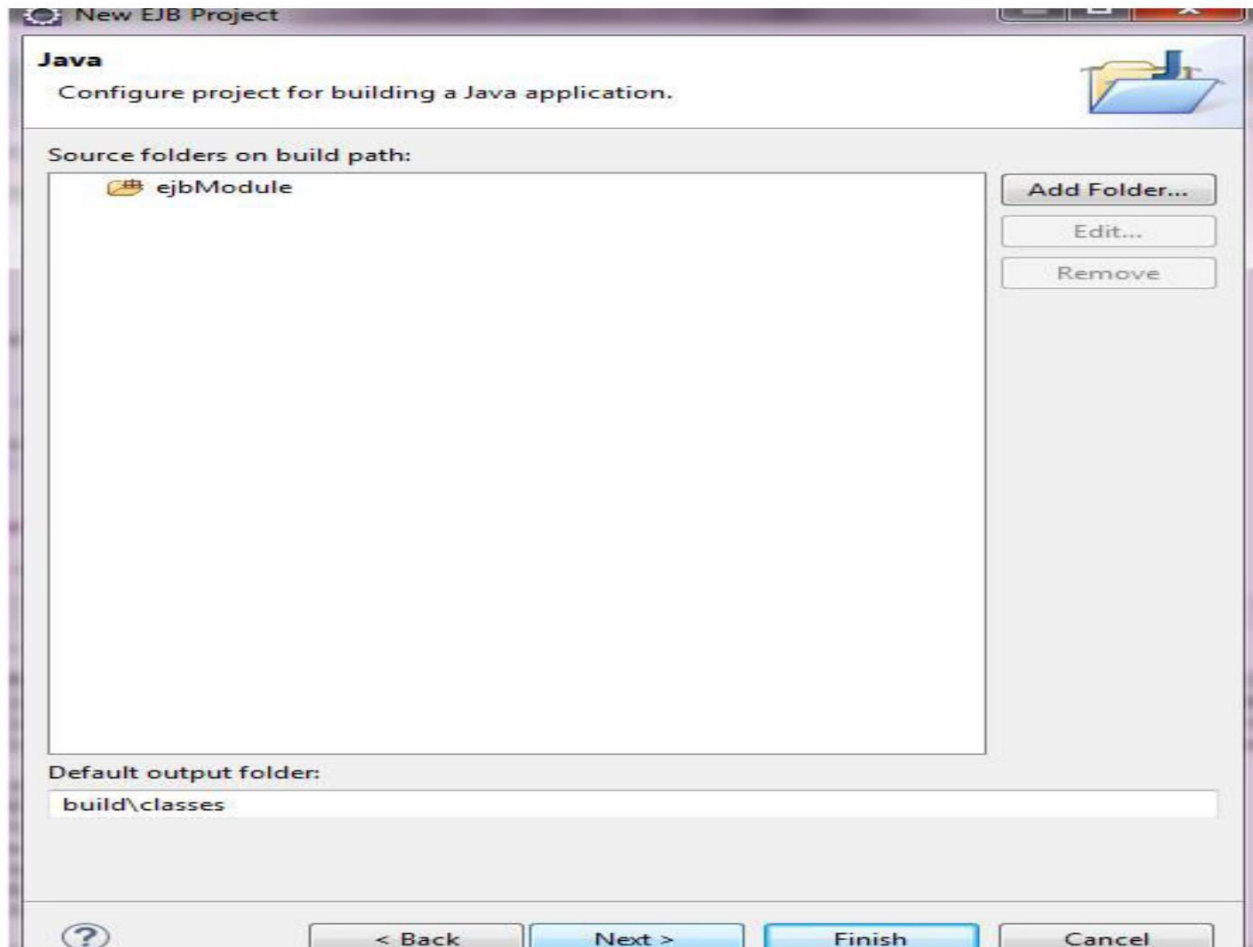 New EJB Project
Java
Configure project for building a Java application.
Source folders on build path:
ejbModule
Add Folder...
Edit...
Remove
Default output folder:
build\classes
< Back
Next >
Finish
Cancel